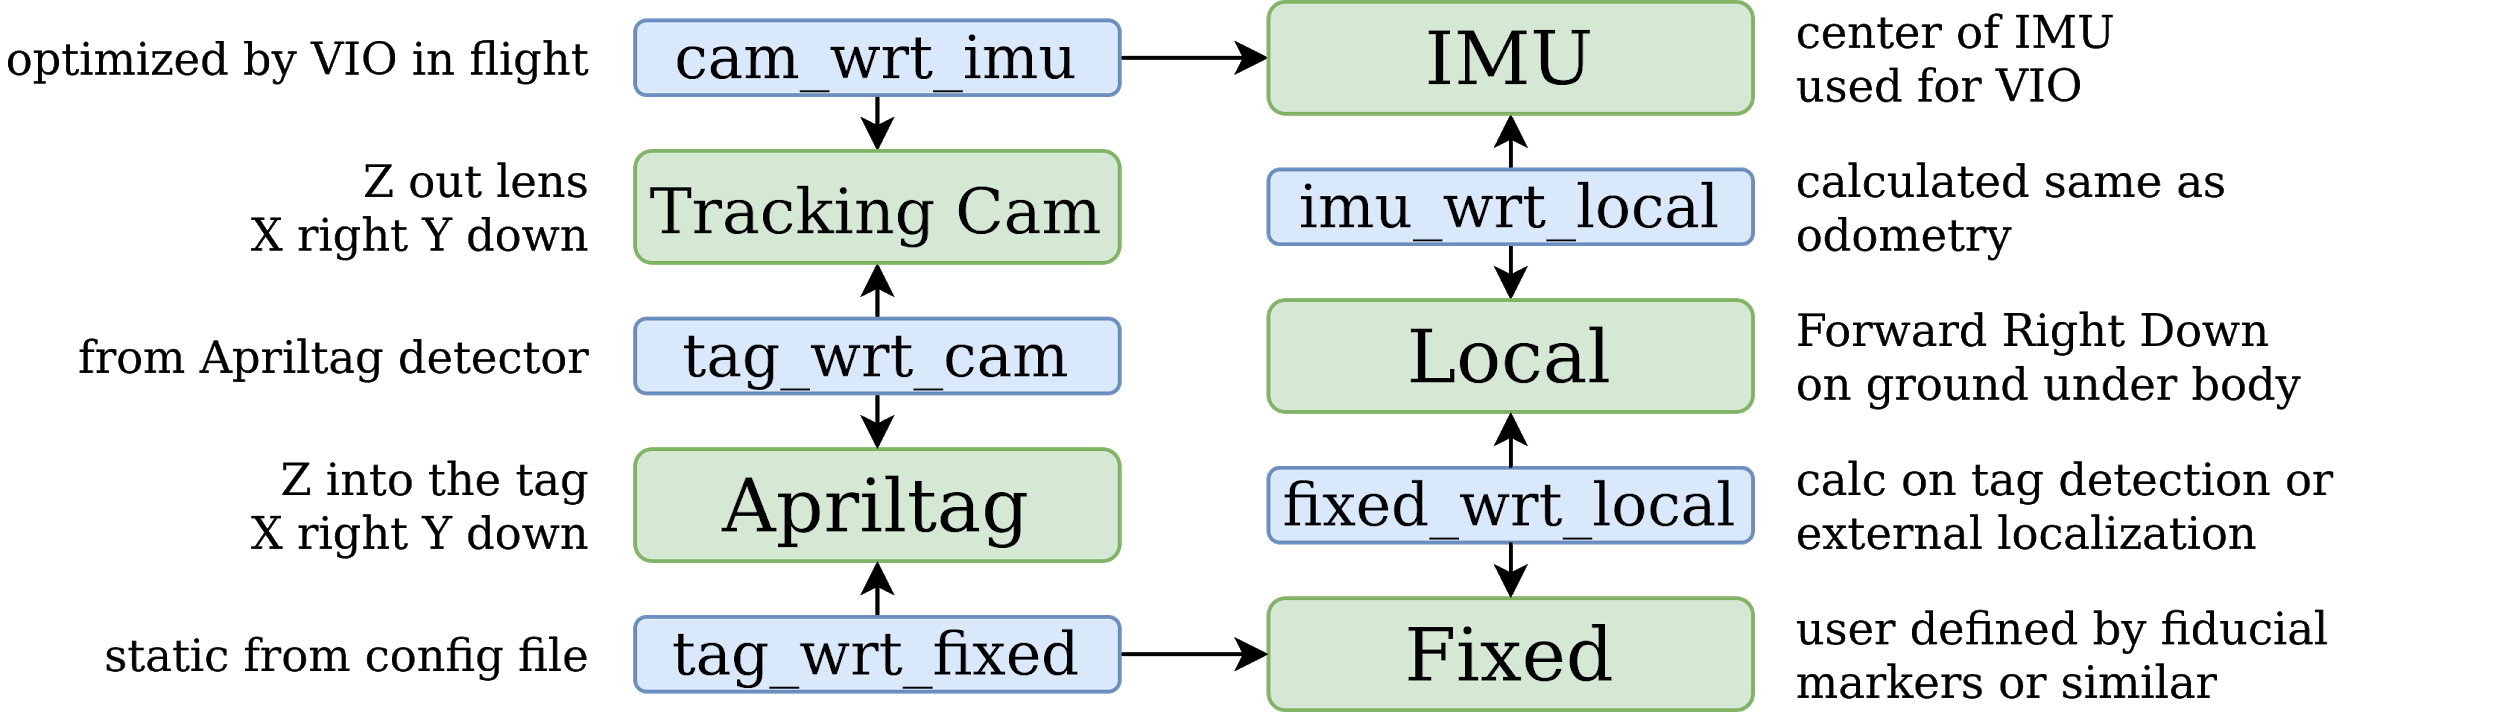 optimized by VIO in flight
cam_wrt_imu
IMU
center of IMU
used for VIO
Z out lens
X right Y down
Tracking Cam
imu_wrt_local
calculated same as
odometry
from Apriltag detector
tag_wrt_cam
Local
Forward Right Down
on ground under body
Z into the tag
X right Y down
Apriltag
fixed_wrt_local
calc on tag detection or
external localization
static from config file
tag_wrt_fixed
Fixed
user defined by fiducial
markers or similar